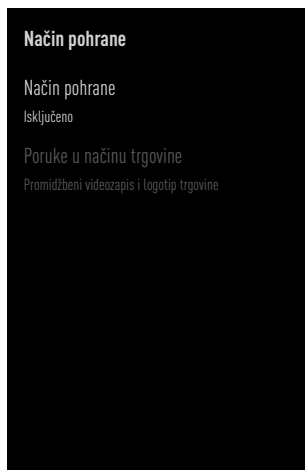 Način pohrane
Način pohrane
Isključeno
Poruke u načinu trgovine
Promidžbeni videozapis i logotip trgovine